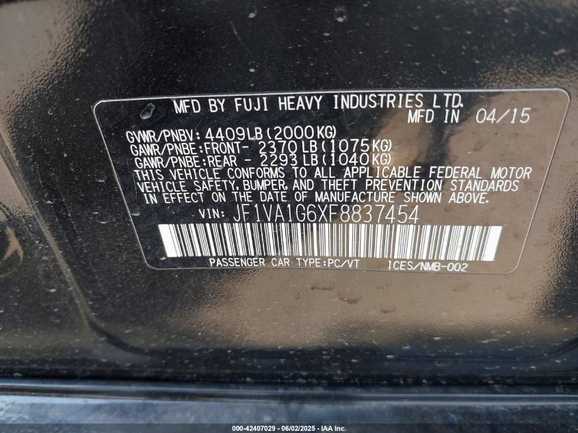 MFD BY FUJI HEAVY INDUSTRIES LTD.
MFD IN 04/15
GVWR/PNBV: 4409LB(2000KG)
GAWR/PNBE:FRONT- 2370LB(1075KG)
GAWR/PNBE:REAR - 2293LB(1040KG)
THIS VEHICLE CONFORMS TO ALL APPLICABLE FEDERAL MOTOR
VEHICLE SAFETY, BUMPER, AND THEFT PREVENTION STANDARDS
IN EFFECT ON THE DATE OF MANUFACTURE SHOWN ABOVE.
VIN: JF1VA1G6XF8837454
PASSENGER CAR TYPE:PC/VT ICES/NMB-002
000-42407029 - 06/02/2025 - IAA, Inc.